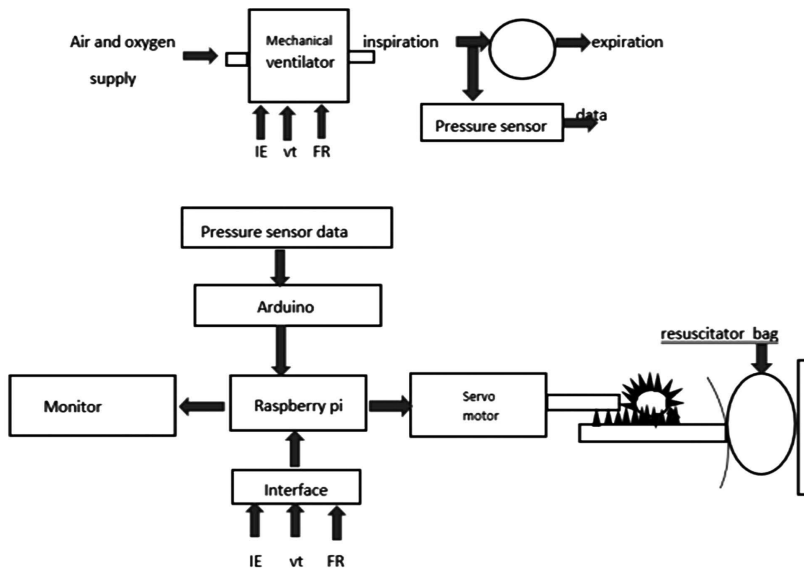 Air and oxygen
supply
Mechanical
ventilator
inspiration
expiration
Pressure sensor
data
IE vt FR
Pressure sensor data
Arduino
resuscitator bag
Monitor
Raspberry pi
Servo
motor
Interface
IE vt FR